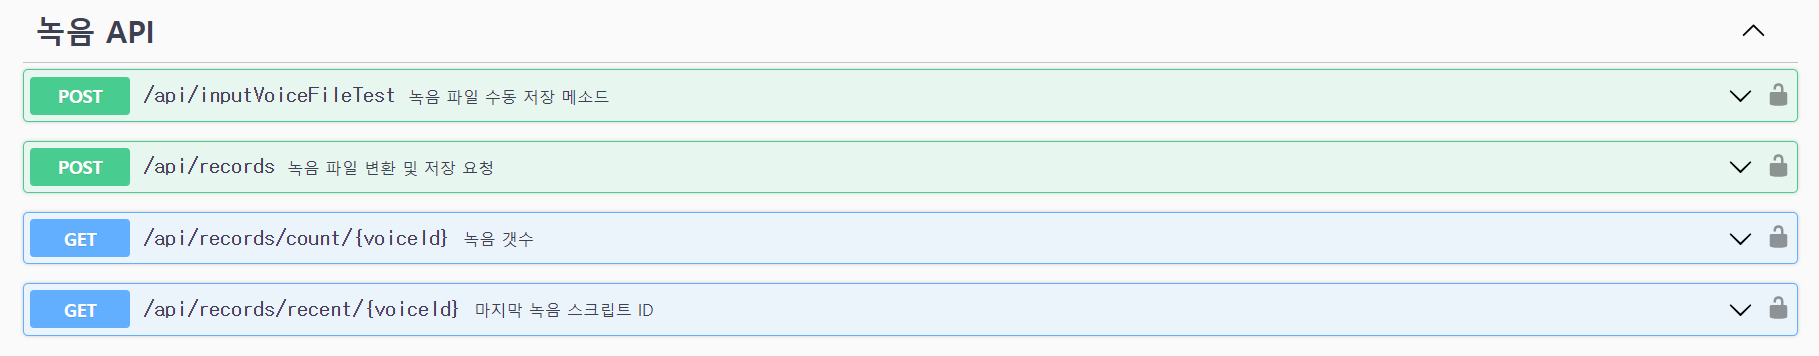 녹음 API
POST /api/inputVoiceFileTest 녹음 파일 수동 저장 메소드
POST /api/records 녹음 파일 변환 및 저장 요청
GET /api/records/count/{voiceId} 녹음 갯수
GET /api/records/recent/{voiceId} 마지막 녹음 스크립트 ID